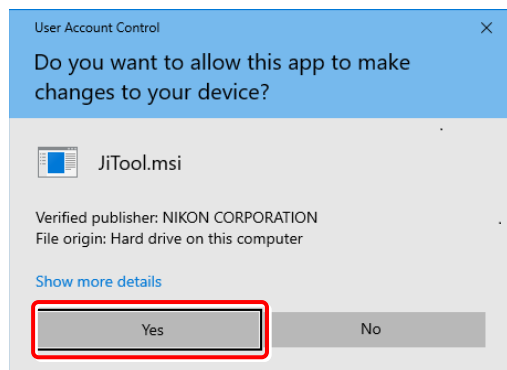 User Account Control
Do you want to allow this app to make
changes to your device?
JiTool.msi
Verified publisher: NIKON CORPORATION
File origin: Hard drive on this computer
Show more details
Yes
No